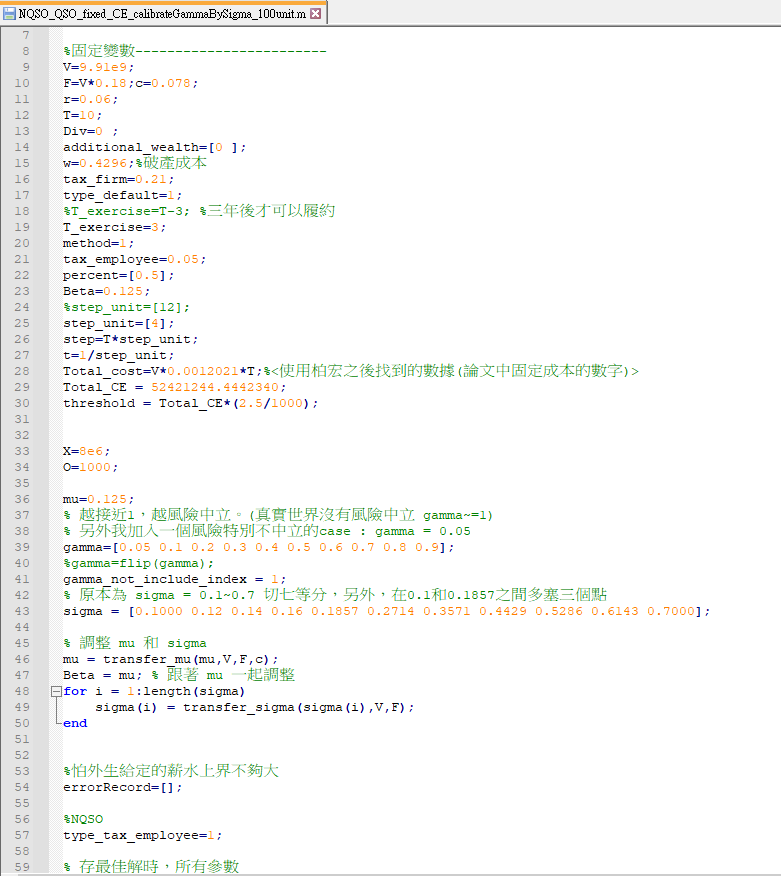 NQSO_QSO_fixed_CE_calibrateGammaBySigma_100unit.m
7
8 %固定變數------------------------
9 V=9.91e9;
10 F=V*0.18;c=0.078;
11 r=0.06;
12 T=10;
13 Div=0 ;
14 additional_wealth=[0 ];
15 w=0.4296;%破產成本
16 tax_firm=0.21;
17 type_default=1;
18 %T_exercise=T-3; %三年後才可以履約
19 T_exercise=3;
20 method=1;
21 tax_employee=0.05;
22 percent=[0.5];
23 Beta=0.125;
24 %step_unit=[12];
25 step_unit=[4];
26 step=T*step_unit;
27 t=1/step_unit;
28 Total_cost=V*0.0012021*T;%<使用柏宏之後找到的數據(論文中固定成本的數字)>
29 Total_CE = 52421244.4442340;
30 threshold = Total_CE*(2.5/1000);
31
32
33 X=8e6;
34 O=1000;
35
36 mu=0.125;
37 % 越接近1，越風險中立。(真實世界沒有風險中立 gamma~=1)
38 % 另外我加入一個風險特別不中立的case : gamma = 0.05
39 gamma=[0.05 0.1 0.2 0.3 0.4 0.5 0.6 0.7 0.8 0.9];
40 %gamma=flip(gamma);
41 gamma_not_include_index = 1;
42 % 原本為 sigma = 0.1~0.7 切七等分，另外，在0.1和0.1857之間多塞三個點
43 sigma = [0.1000 0.12 0.14 0.16 0.1857 0.2714 0.3571 0.4429 0.5286 0.6143 0.7000];
44
45 % 調整 mu 和 sigma
46 mu = transfer_mu(mu,V,F,c);
47 Beta = mu; % 跟著 mu 一起調整
48 for i = 1:length(sigma)
49 sigma(i) = transfer_sigma(sigma(i),V,F);
50 end
51
52
53 %怕外生給定的薪水上界不夠大
54 errorRecord=[];
55
56 %NQSO
57 type_tax_employee=1;
58
59 % 存最佳解時，所有參數